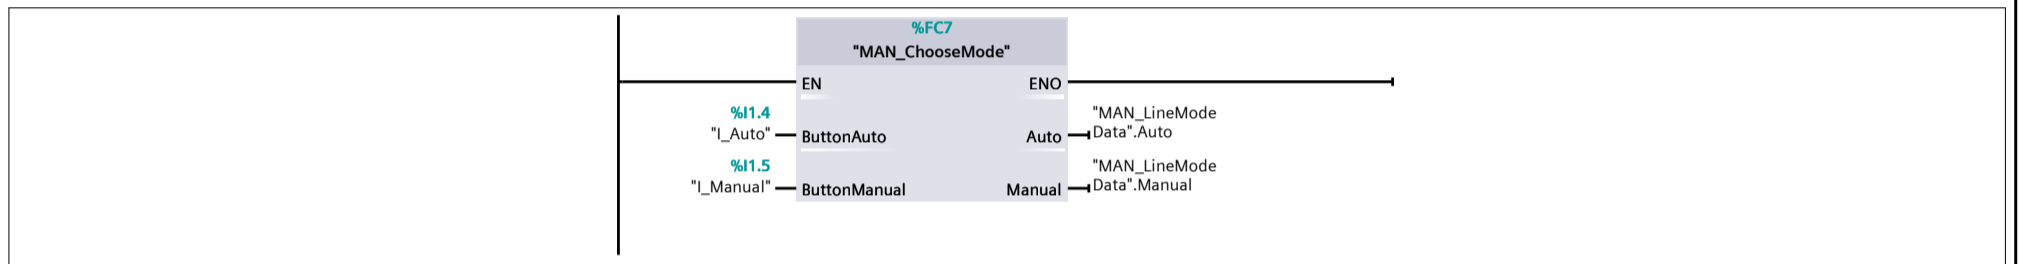 %FC7
"MAN_ChooseMode"
EN
ENO
%I1.4
"I_Auto"
ButtonAuto
Auto
"MAN_LineMode
Data".Auto
%I1.5
"I_Manual"
ButtonManual
Manual
"MAN_LineMode
Data".Manual